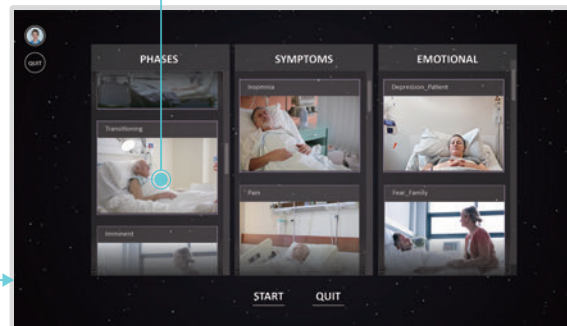 QUIT
PHASES
Transitioning
Imminent
SYMPTOMS
Insomnia
Pain
EMOTIONAL
Depression_Patient
Fear_Family
START QUIT